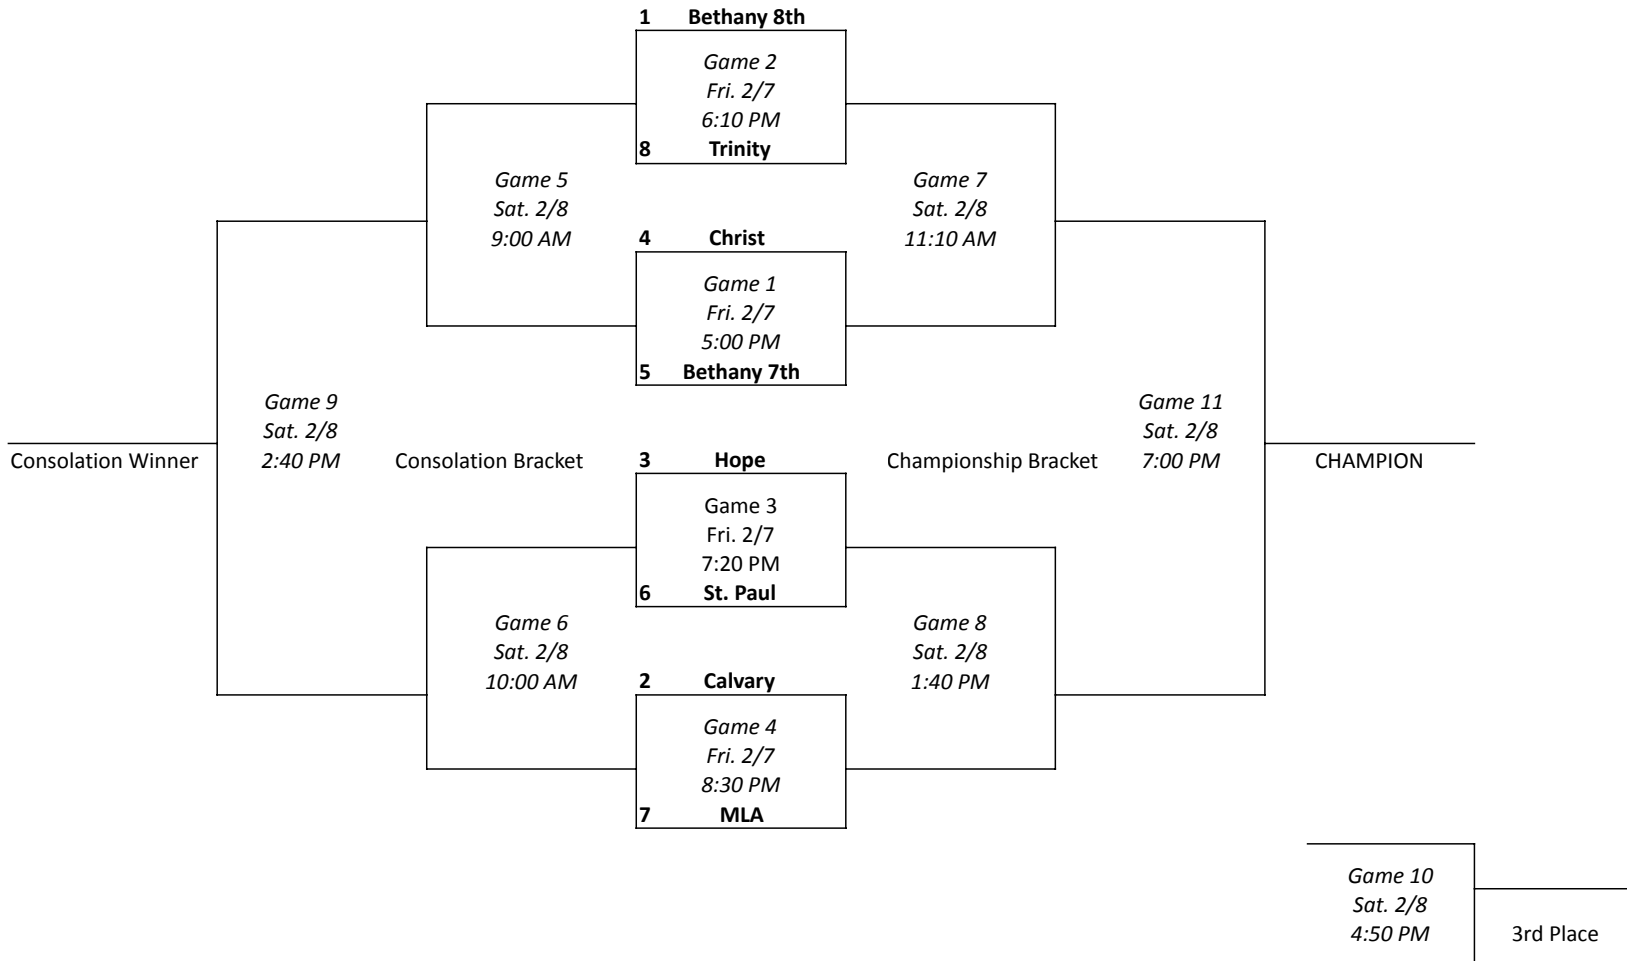 1 Bethany 8th
Game 2
Fri. 2/7
6:10 PM
8 Trinity
Game 5
Sat. 2/8
9:00 AM
Game 7
Sat. 2/8
11:10 AM
4 Christ
Game 1
Fri. 2/7
5:00 PM
5 Bethany 7th
Game 9
Sat. 2/8
2:40 PM
Consolation Winner
Consolation Bracket
3 Hope
Championship Bracket
Game 11
Sat. 2/8
7:00 PM
CHAMPION
Game 3
Fri. 2/7
7:20 PM
6 St. Paul
Game 6
Sat. 2/8
10:00 AM
Game 8
Sat. 2/8
1:40 PM
2 Calvary
Game 4
Fri. 2/7
8:30 PM
7 MLA
Game 10
Sat. 2/8
4:50 PM
3rd Place